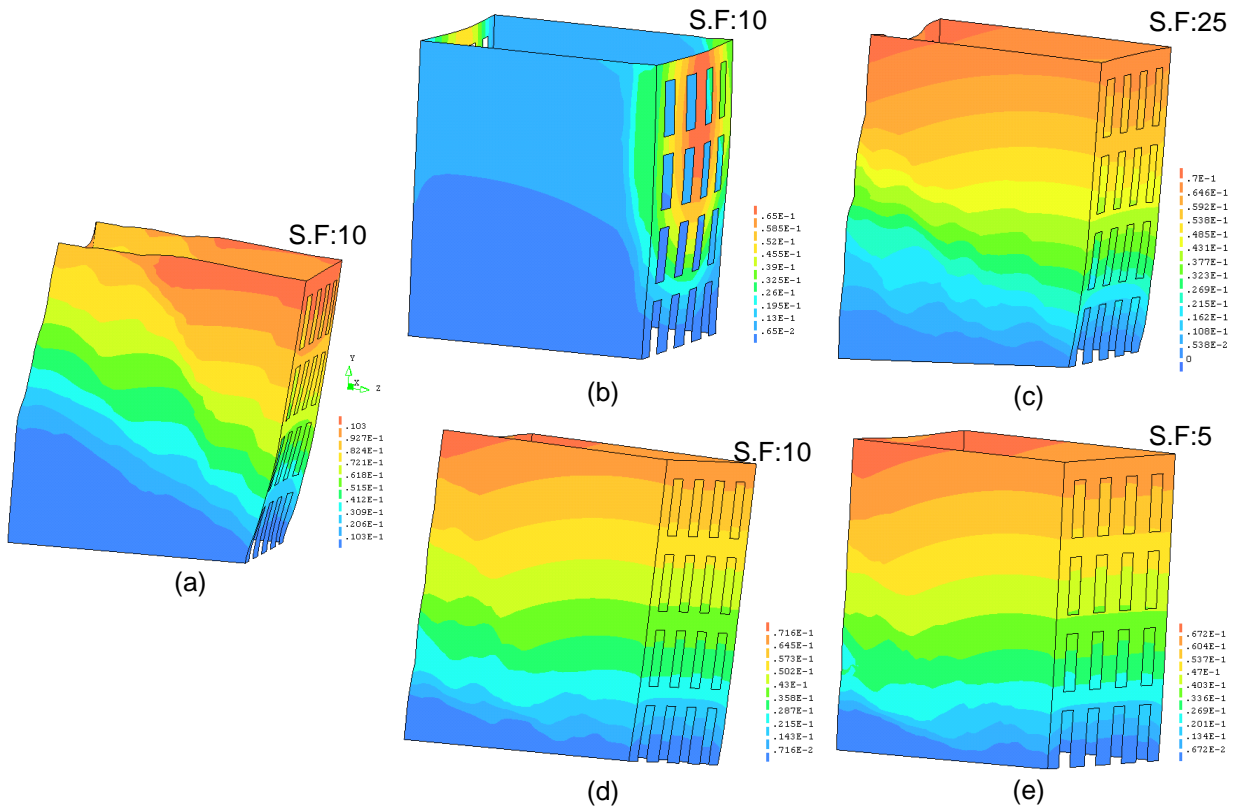 S.F:10
.65E-1
.585E-1
.52E-1
.455E-1
.39E-1
.325E-1
.26E-1
.195E-1
.13E-1
.65E-2
(b)
S.F:25
.7E-1
.646E-1
.592E-1
.538E-1
.485E-1
.431E-1
.377E-1
.323E-1
.269E-1
.215E-1
.162E-1
.108E-1
.538E-2
0
(c)
S.F:10
Y
X
Z
.103
.927E-1
.824E-1
.721E-1
.618E-1
.515E-1
.412E-1
.309E-1
.206E-1
.103E-1
(a)
S.F:10
.716E-1
.645E-1
.573E-1
.502E-1
.43E-1
.358E-1
.287E-1
.215E-1
.143E-1
.716E-2
(d)
S.F:5
.672E-1
.604E-1
.537E-1
.47E-1
.403E-1
.336E-1
.269E-1
.201E-1
.134E-1
.672E-2
(e)